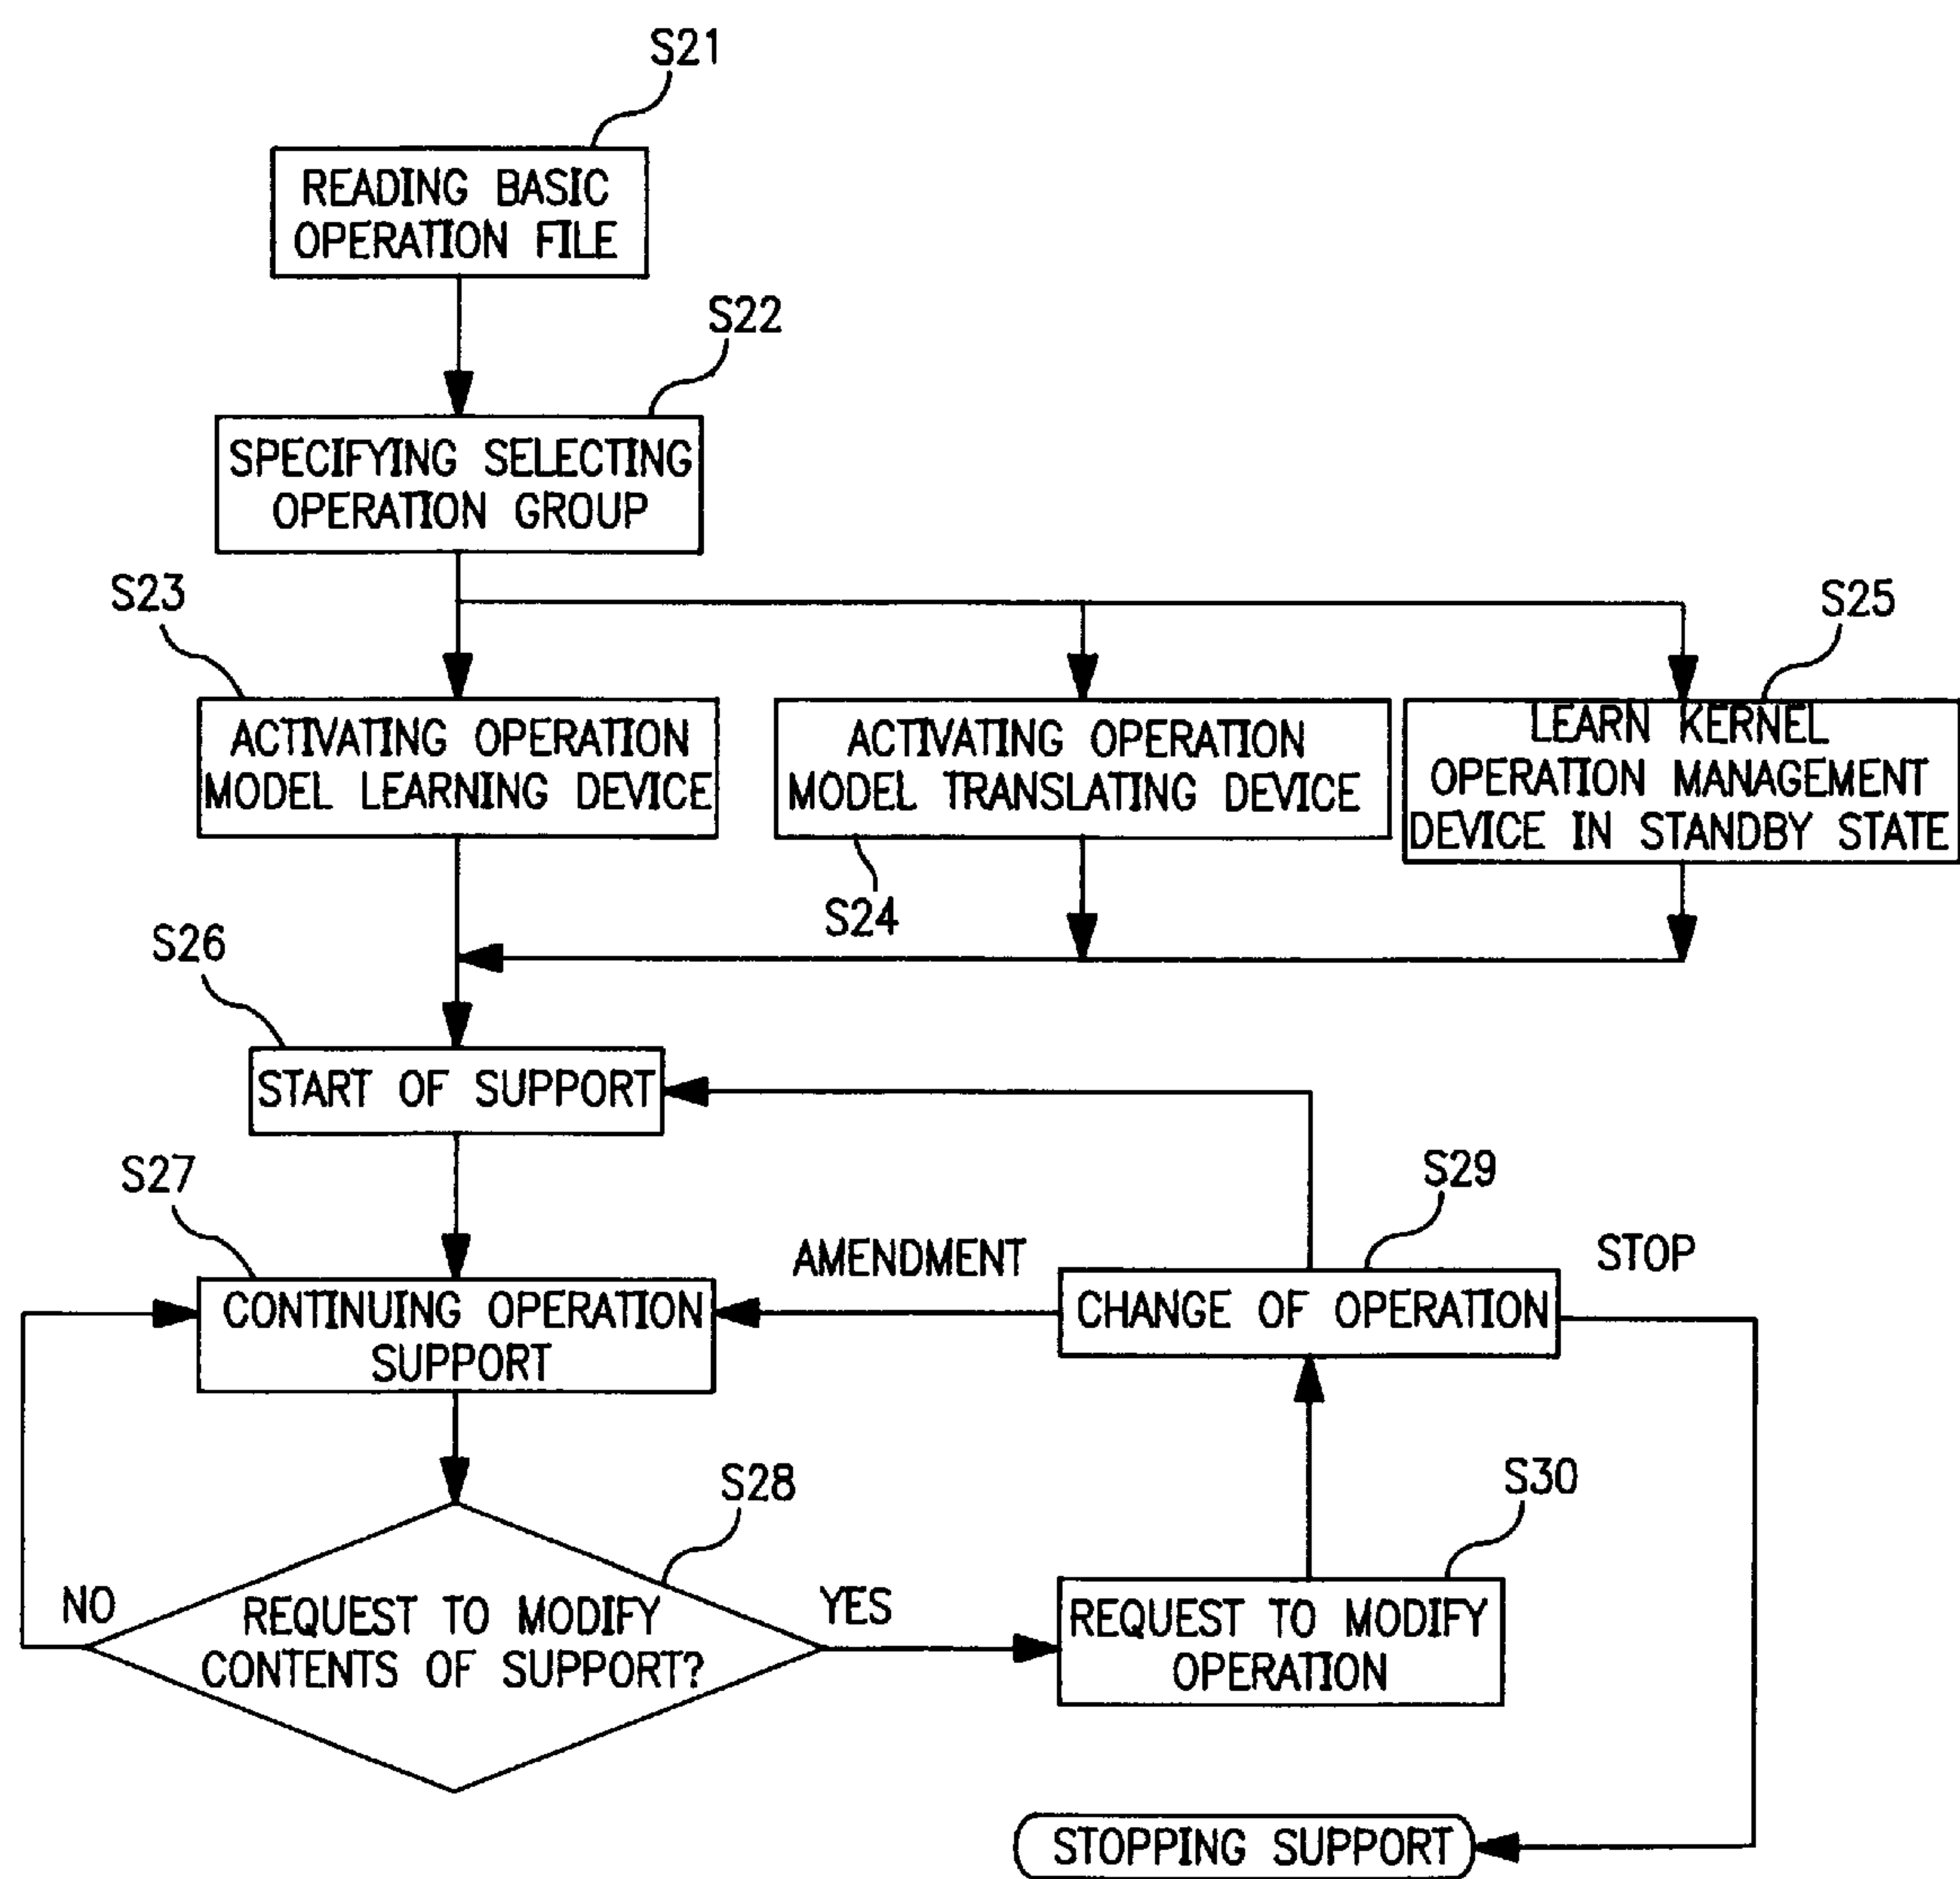 S21
READING BASIC
OPERATION FILE
S22
SPECIFYING SELECTING
OPERATION GROUP
S23
S25
ACTIVATING OPERATION
MODEL LEARNING DEVICE
ACTIVATING OPERATION
MODEL TRANSLATING DEVICE
LEARN KERNEL
OPERATION MANAGEMENT
DEVICE IN STANDBY STATE
S24
S26
START OF SUPPORT
S27
S29
AMENDMENT
STOP
CONTINUING OPERATION
SUPPORT
CHANGE OF OPERATION
S28
S30
NO
REQUEST TO MODIFY
CONTENTS OF SUPPORT?
YES
REQUEST TO MODIFY
OPERATION
STOPPING SUPPORT